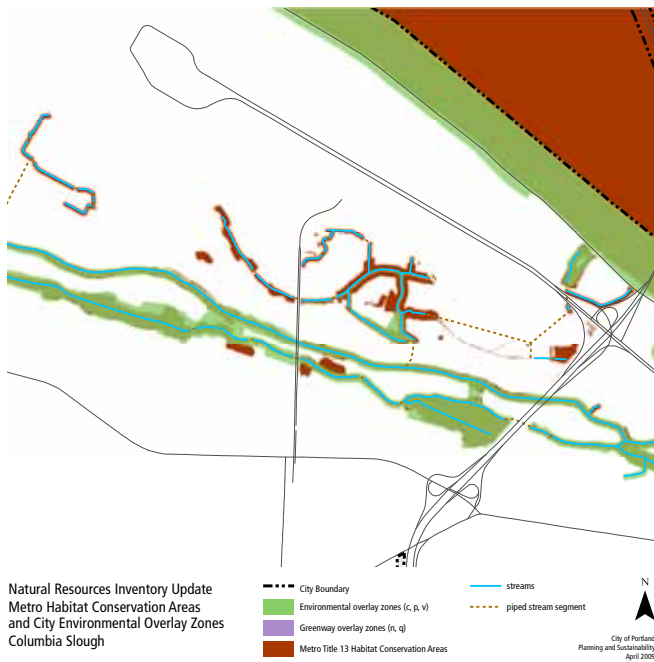 Natural Resources Inventory Update
Metro Habitat Conservation Areas
and City Environmental Overlay Zones
Columbia Slough
City Boundary
Environmental overlay zones (c, p, v)
Greenway overlay zones (n, q)
Metro Title 13 Habitat Conservation Areas
streams
piped stream segment
N
City of Portland
Planning and Sustainability
April 2009